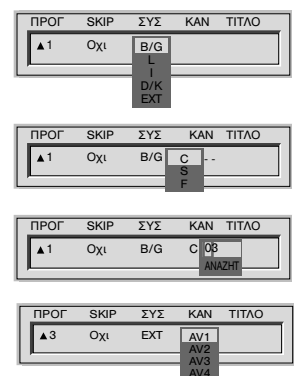 ΠΡΟΓ SKIP ΣΥΣ ΚΑΝ ΤΙΤΛΟ
▲1 Οχι B/G
L
I
D/K
EXT
ΠΡΟΓ SKIP ΣΥΣ ΚΑΝ ΤΙΤΛΟ
▲1 Οχι B/G C - -
S
F
ΠΡΟΓ SKIP ΣΥΣ ΚΑΝ ΤΙΤΛΟ
▲1 Οχι B/G C 03
ΑΝΑΖΗΤ
ΠΡΟΓ SKIP ΣΥΣ ΚΑΝ ΤΙΤΛΟ
▲3 Οχι EXT AV1
AV2
AV3
AV4